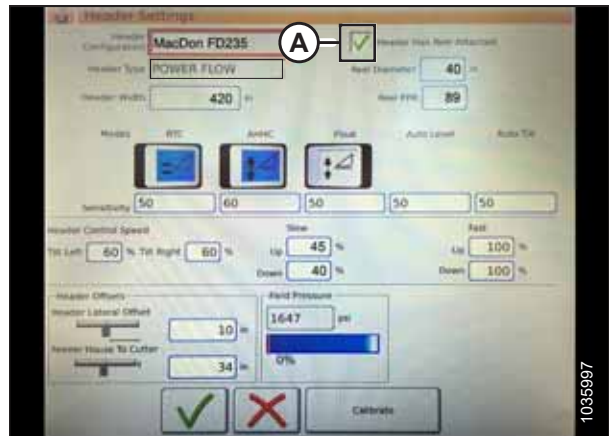 Header Settings
Header Configuration MacDon FD235 A Header Has Reel Attached
Header Type POWER FLOW Reel Diameter 40 in
Header Width 420 in Reel PPR 89
Modes RTC AHHC Float Auto Level Auto Tilt
Sensitivity 50 60 50 50 50
Header Control Speed Slow Fast
Tilt Left 60 % Tilt Right 60 % Up 45 % Up 100 %
Down 40 % Down 100 %
Header Offsets Field Pressure
Header Lateral Offset 10 in 1647 psi
Feeder House To Cutter 34 in 0%
Calibrate
1035997